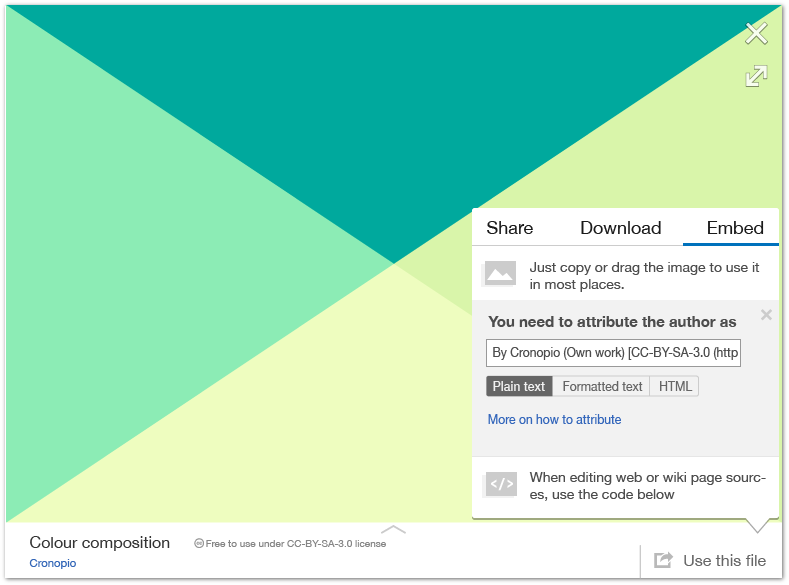 Share Download Embed
Just copy or drag the image to use it
in most places.
You need to attribute the author as
By Cronopio (Own work) [CC-BY-SA-3.0 (http
Plain text Formatted text HTML
More on how to attribute
When editing web or wiki page sourc-
es, use the code below
Colour composition
Free to use under CC-BY-SA-3.0 license
Cronopio
Use this file